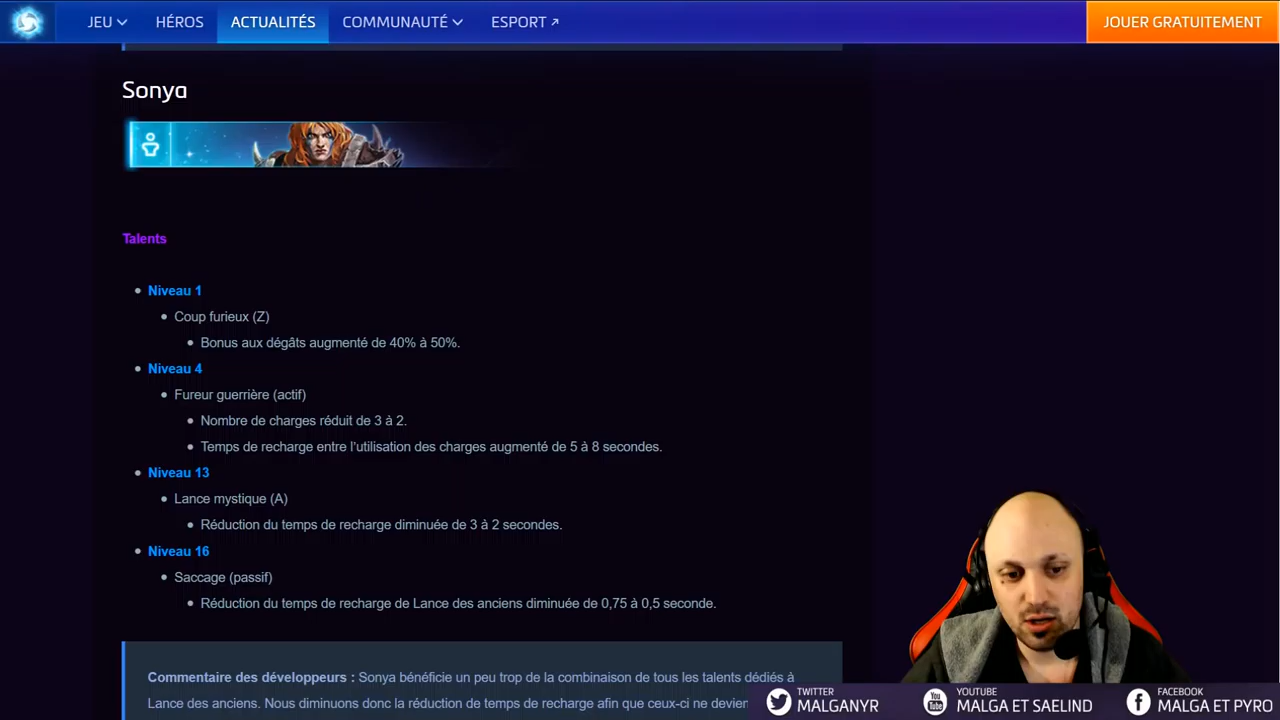 JEU HÉROS ACTUALITÉS COMMUNAUTÉ ESPORT JOUER GRATUITEMENT
Sonya
Talents
Niveau 1
Coup furieux (Z)
Bonus aux dégâts augmenté de 40% à 50%.
Niveau 4
Fureur guerrière (actif)
Nombre de charges réduit de 3 à 2.
Temps de recharge entre l'utilisation des charges augmenté de 5 à 8 secondes.
Niveau 13
Lance mystique (A)
Réduction du temps de recharge diminuée de 3 à 2 secondes.
Niveau 16
Saccage (passif)
Réduction du temps de recharge de Lance des anciens diminuée de 0,75 à 0,5 seconde.
Commentaire des développeurs : Sonya bénéficie un peu trop de la combinaison de tous les talents dédiés à
Lance des anciens. Nous diminuons donc la réduction de temps de recharge afin que ceux-ci ne devien
TWITTER
MALGANYR
You Tube
YOUTUBE
MALGA ET SAELIND
FACEBOOK
MALGA ET PYRO